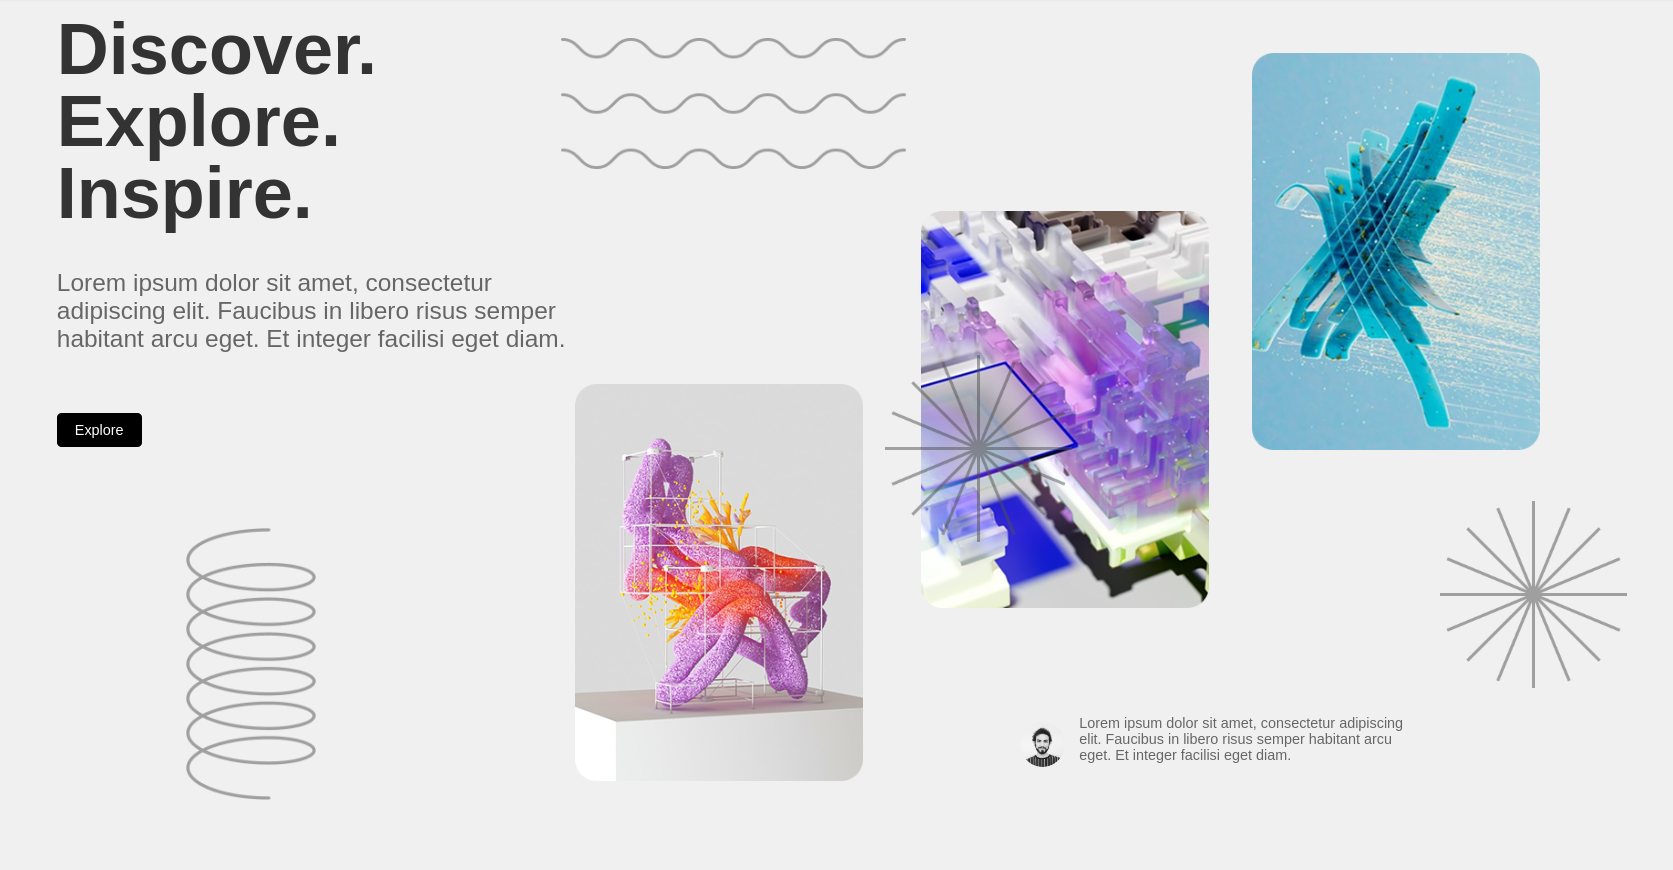 Discover.
Explore.
Inspire.
Lorem ipsum dolor sit amet, consectetur
adipiscing elit. Faucibus in libero risus semper
habitant arcu eget. Et integer facilisi eget diam.
Explore
Lorem ipsum dolor sit amet, consectetur adipiscing
elit. Faucibus in libero risus semper habitant arcu
eget. Et integer facilisi eget diam.